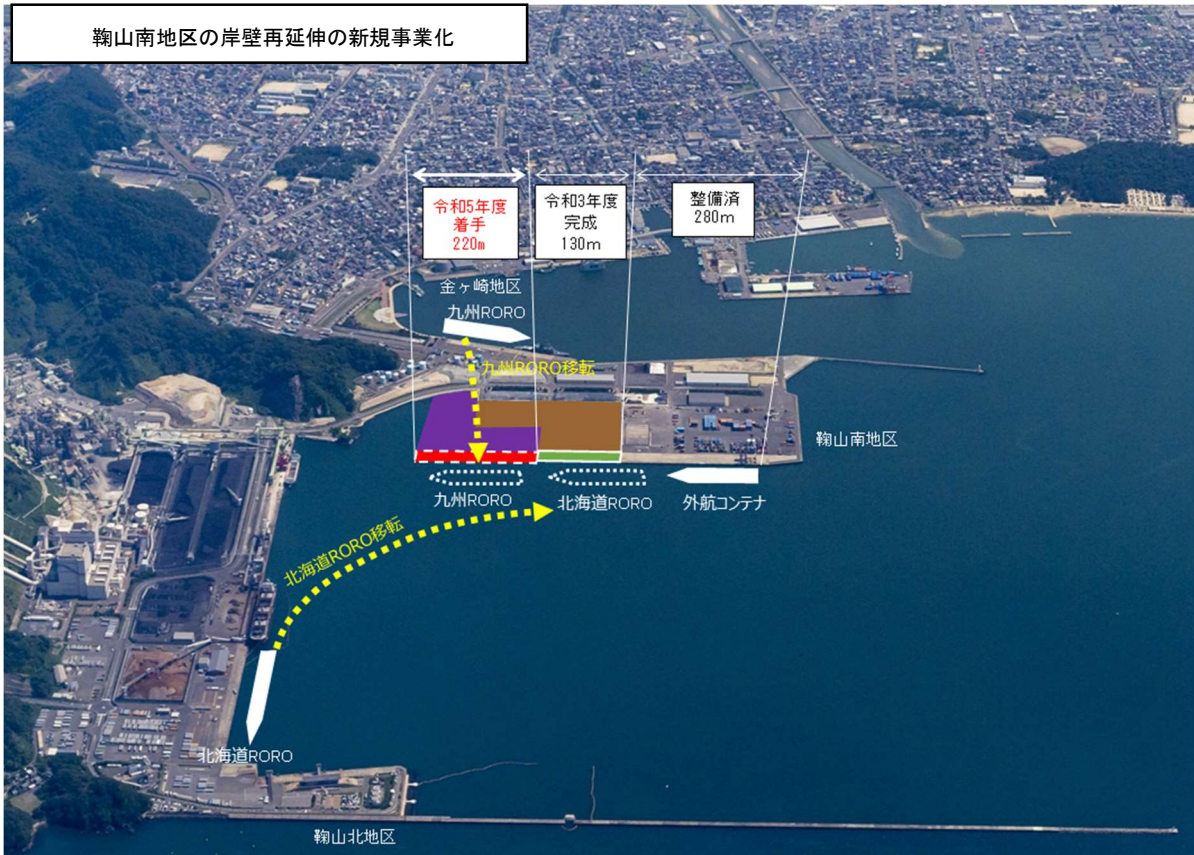 鞠山南地区の岸壁再延伸の新規事業化
令和5年度
着手
220m
令和3年度
完成
130m
整備済
280m
金ヶ崎地区
九州RORO
九州RORO移転
鞠山南地区
九州RORO
北海道RORO
外航コンテナ
北海道RORO移転
北海道RORO
鞠山北地区